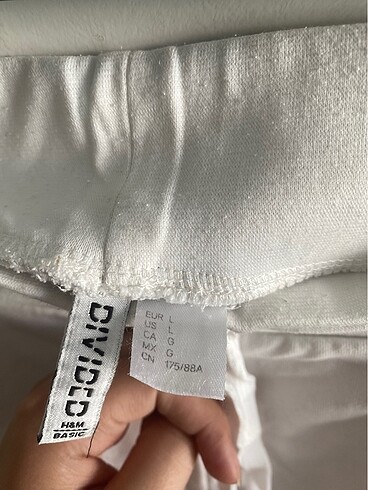 DIVIDED
H&M
BASIC
EUR L
US L
CA G
MX G
CN 175/88A